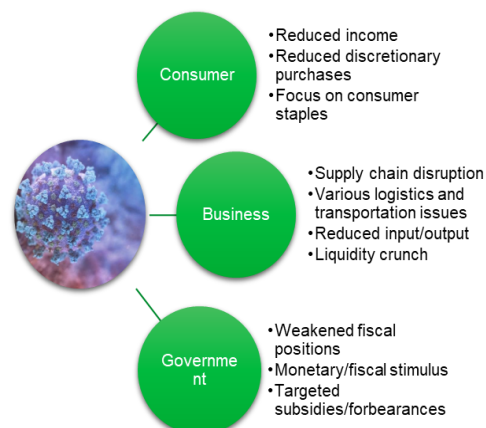 Consumer
•Reduced income
•Reduced discretionary
purchases
•Focus on consumer
staples
Business
•Supply chain disruption
•Various logistics and
transportation issues
•Reduced input/output
•Liquidity crunch
Governme
nt
•Weakened fiscal
positions
•Monetary/fiscal stimulus
•Targeted
subsidies/forbearances